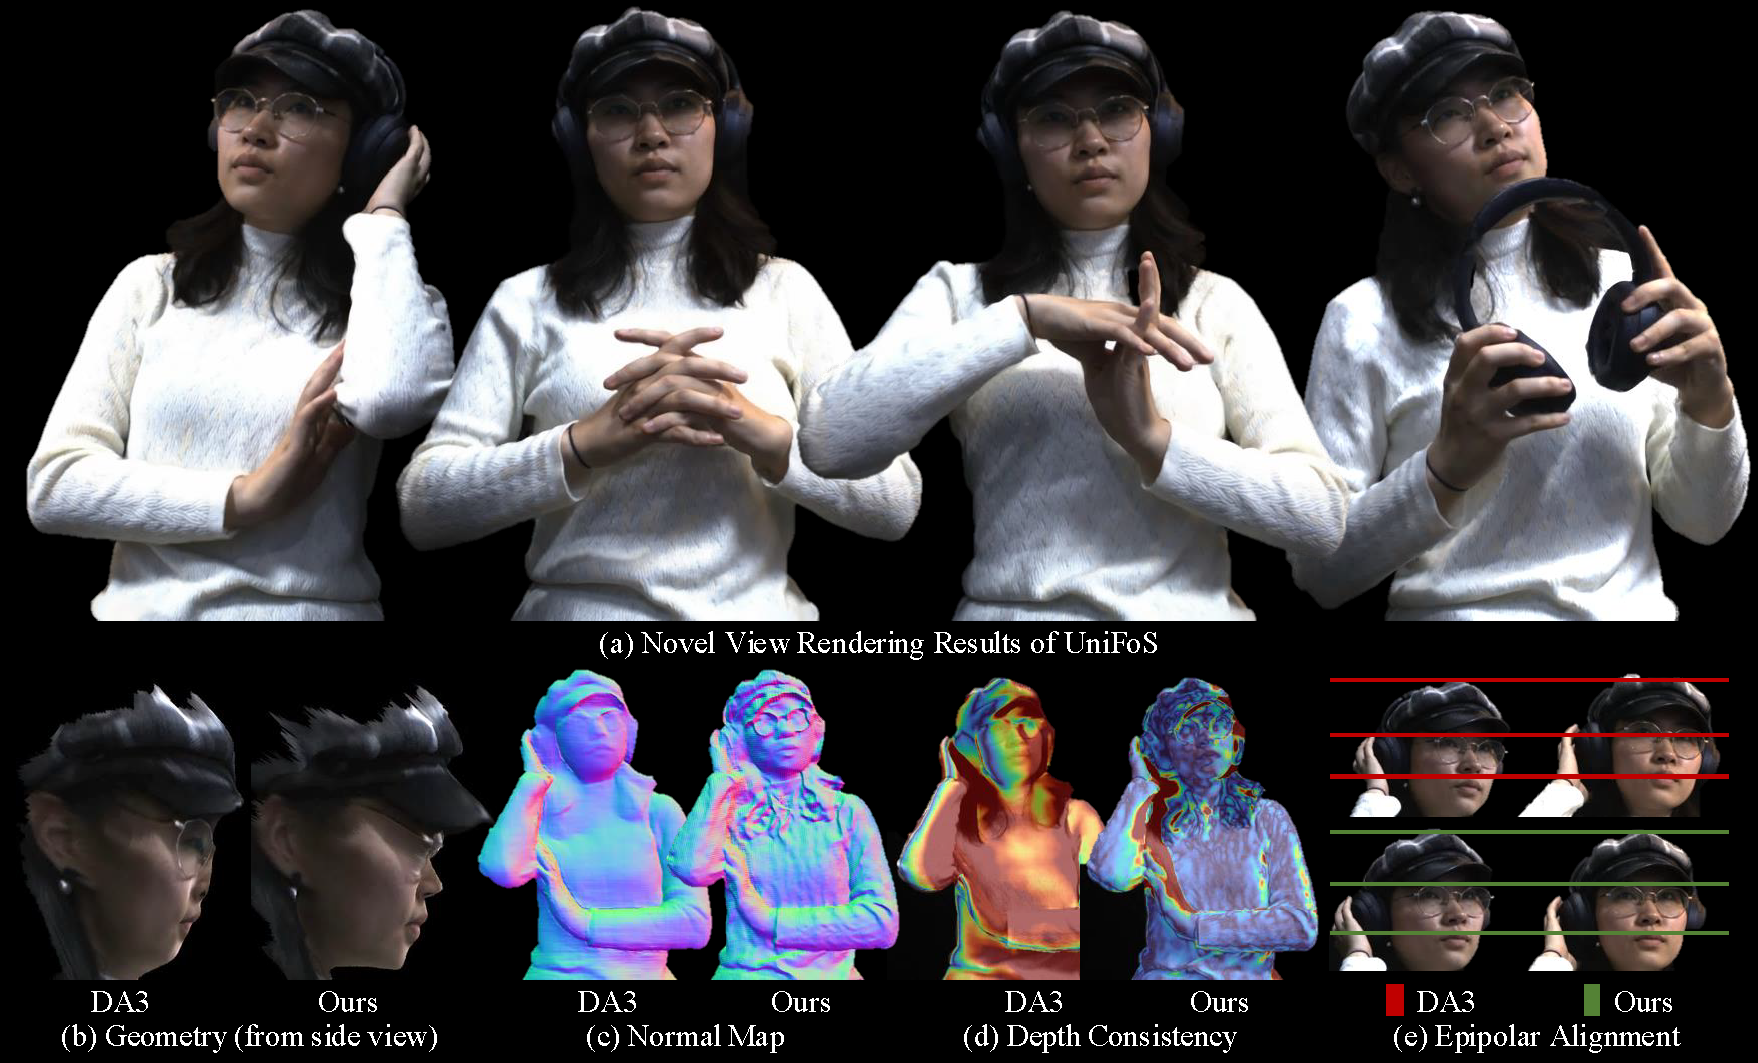 (a) Novel View Rendering Results of UniFoS
DA3 Ours
(b) Geometry (from side view)
DA3 Ours
(c) Normal Map
DA3 Ours
(d) Depth Consistency
DA3 Ours
(e) Epipolar Alignment